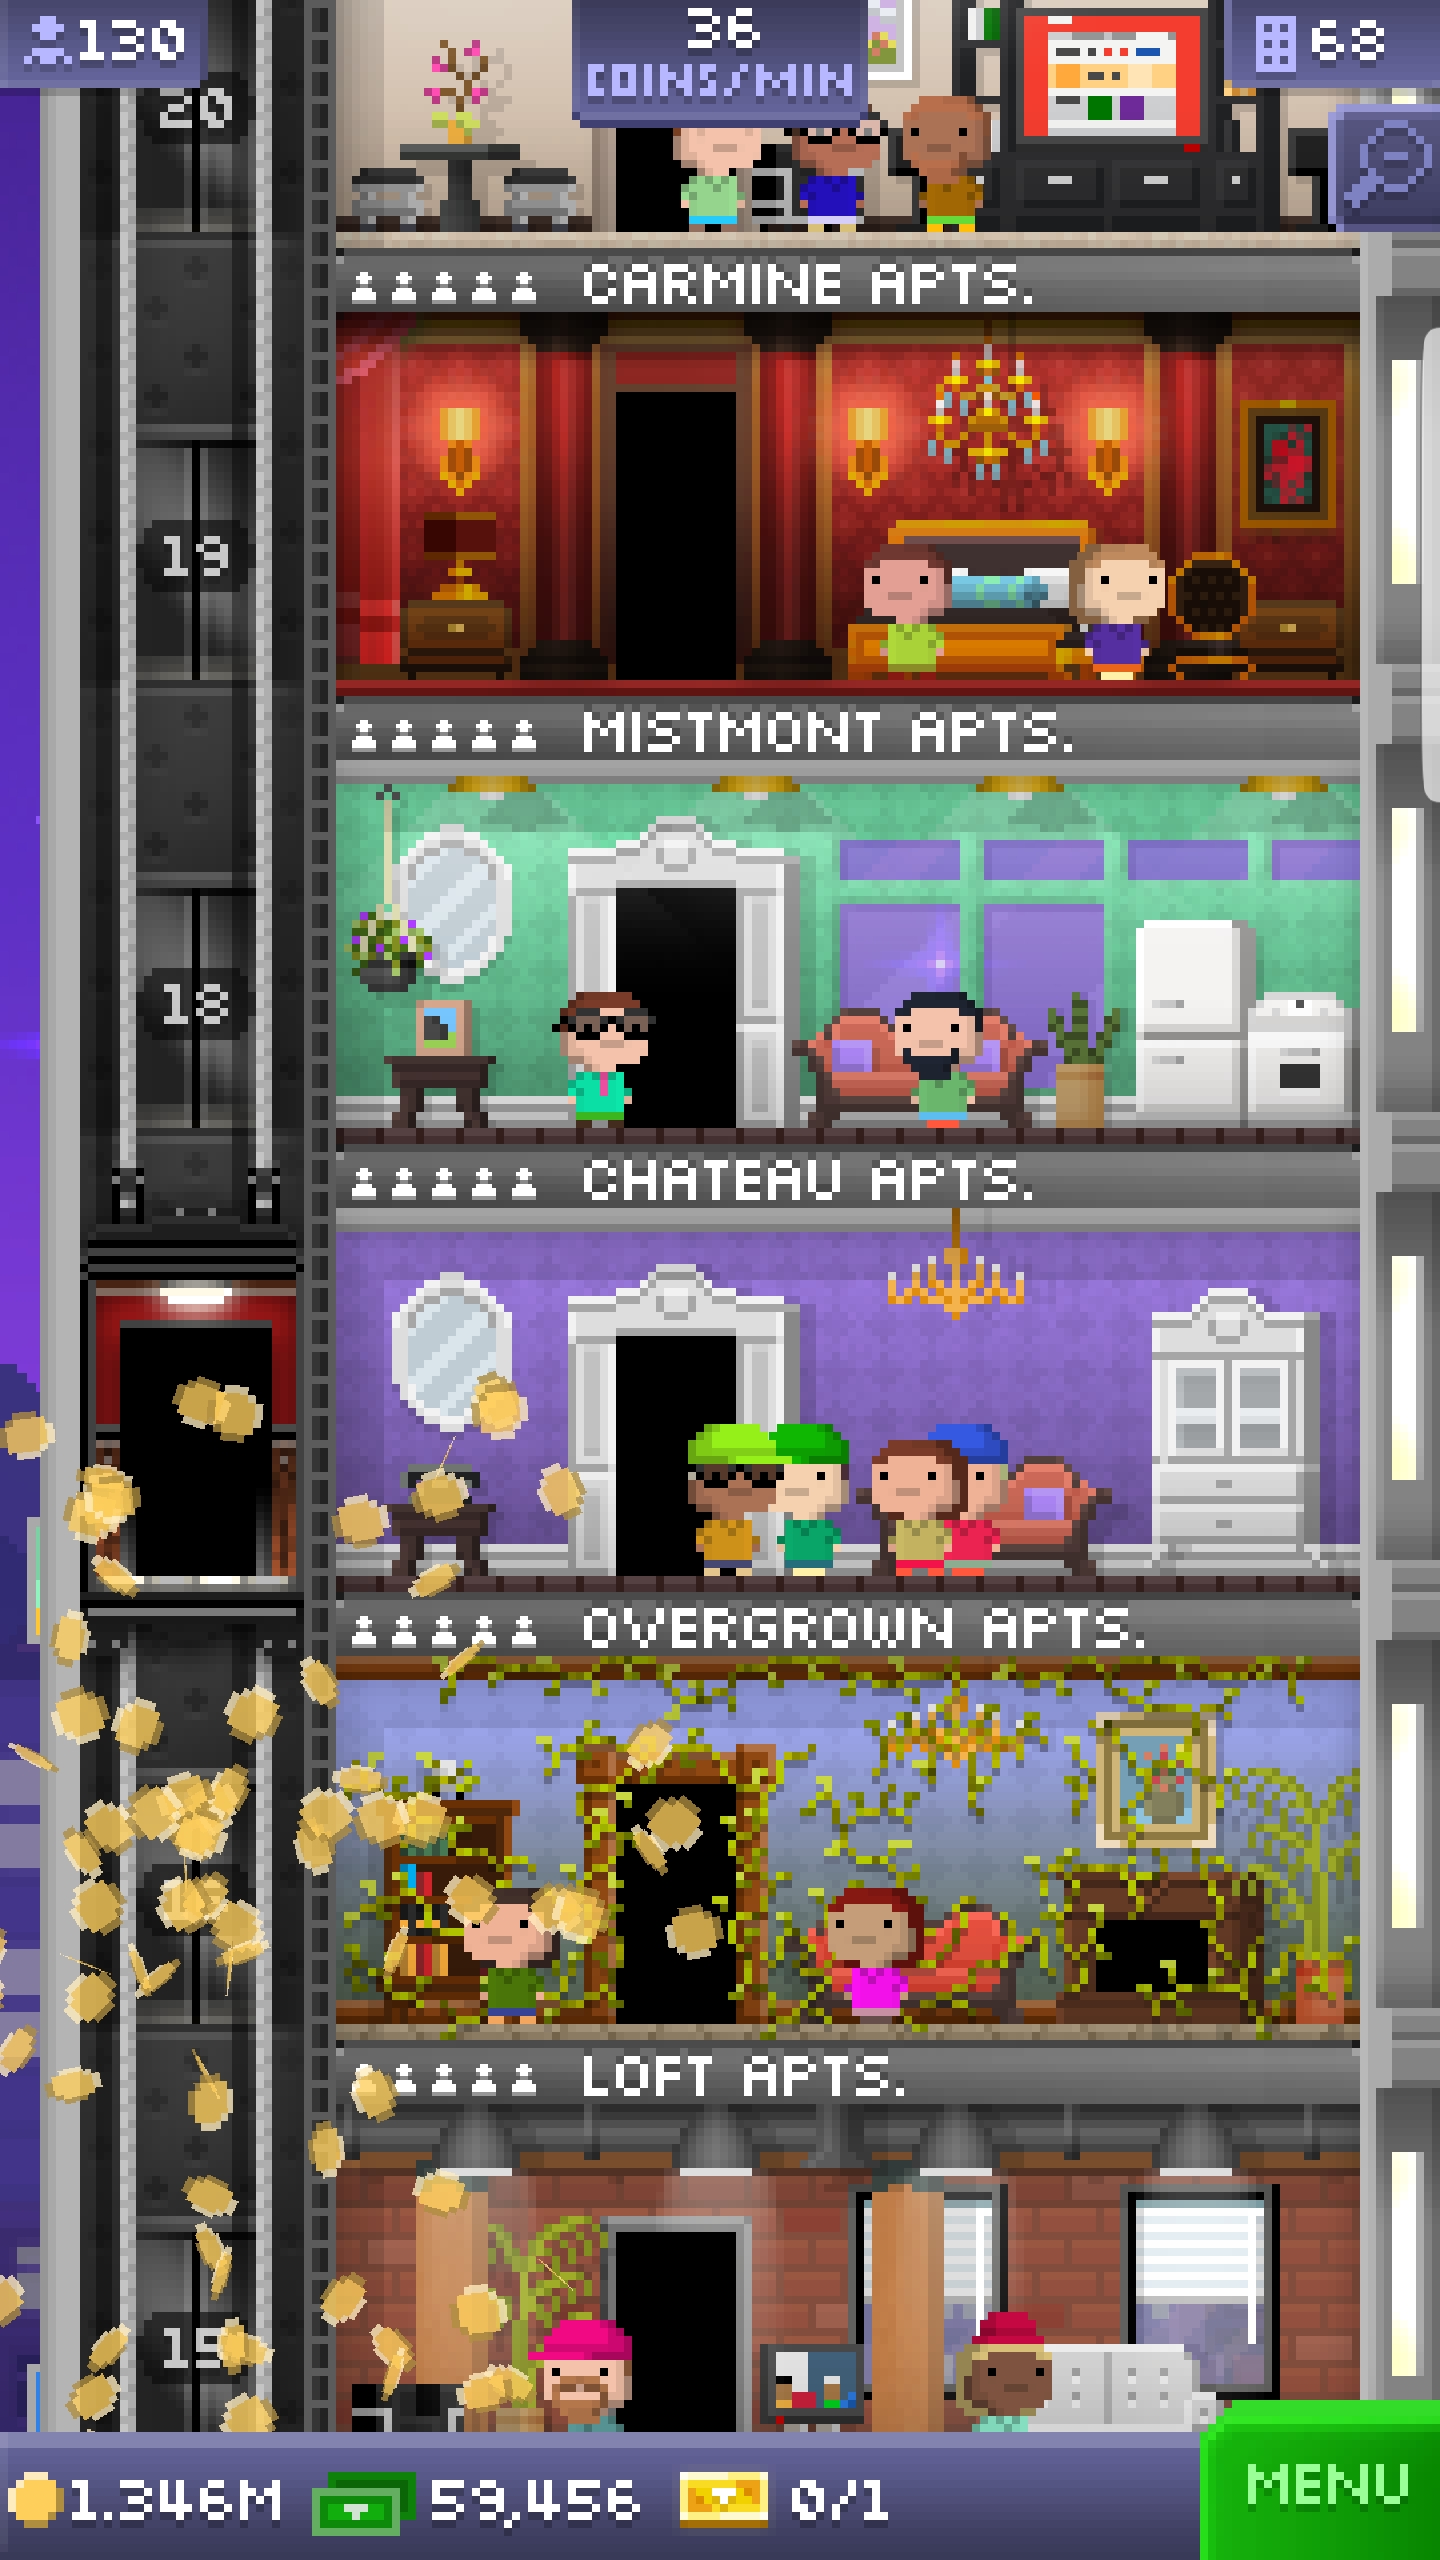 130
36
COINS/MIN
68
20
CARMINE APTS.
19
MISTMONT APTS.
18
CHATEAU APTS.
OVERGROWN APTS.
LOFT APTS.
15
1.346M
59,456
0/1
MENU